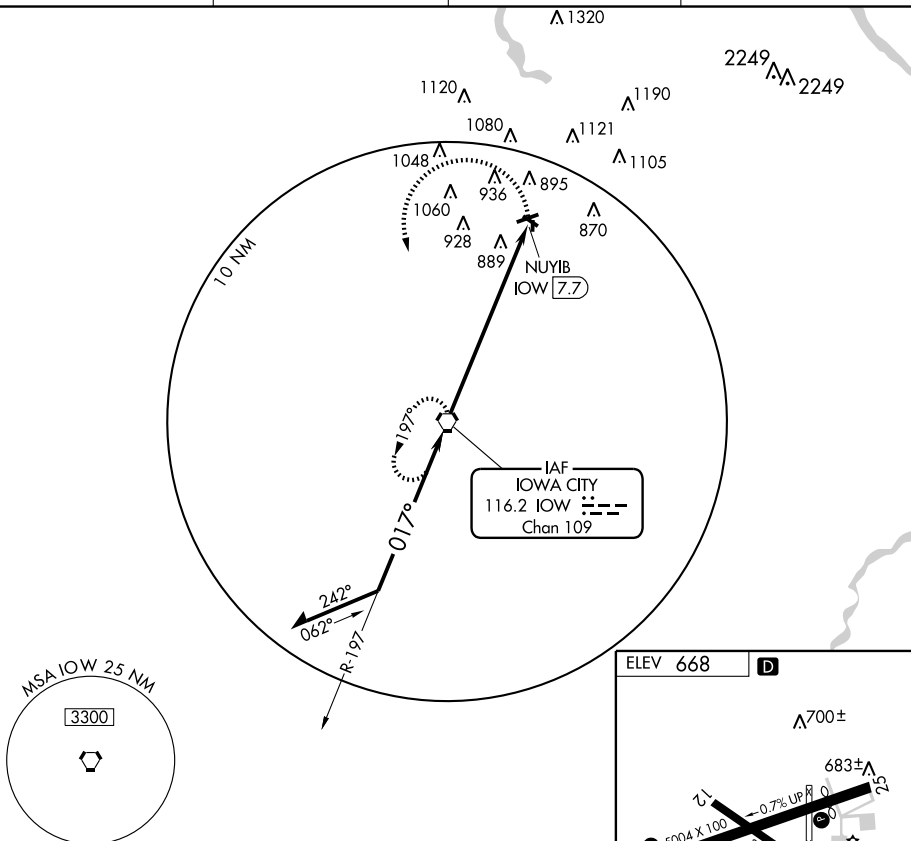 1320
2249
2249
1120
1190
1080
1121
1048
1105
936
895
1060
870
928
889
10 NM
NUYIB
IOW 7.7
197°
IAF
IOWA CITY
116.2 IOW
Chan 109
017°
242°
062°
R-197
MSA IOW 25 NM
3300
ELEV 668
D
700±
683±
25
12
0.7% UP
P
5004 X 100